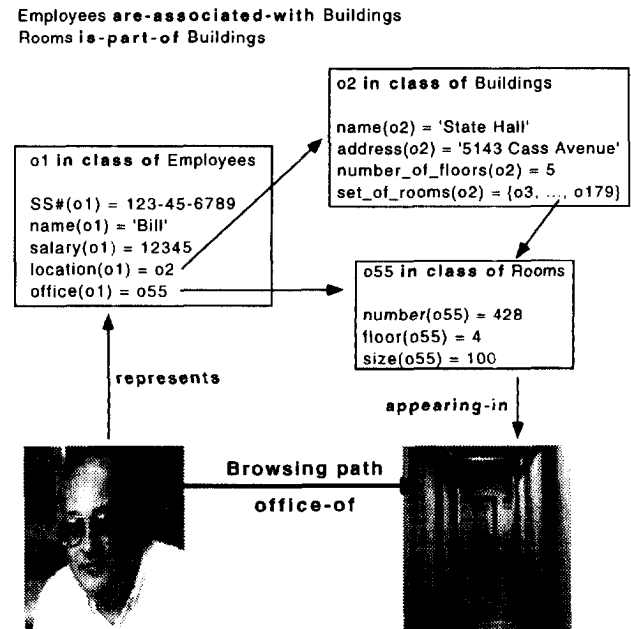 Employees are-associated-with Buildings
Rooms is-part-of Buildings
o2 in class of Buildings
name(o2) = 'State Hall'
address(o2) = '5143 Cass Avenue'
number_of_floors(o2) = 5
set_of_rooms(o2) = {o3, ..., o179}
o1 in class of Employees
SS#(o1) = 123-45-6789
name(o1) = 'Bill'
salary(o1) = 12345
location(o1) = o2
office(o1) = o55
o55 in class of Rooms
number(o55) = 428
floor(o55) = 4
size(o55) = 100
represents
appearing-in
Browsing path
office-of